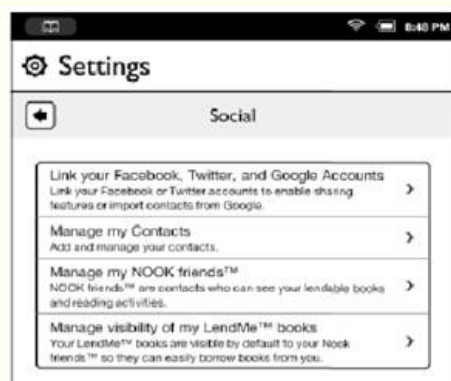 8:48 PM
Settings
Social
Link your Facebook, Twitter, and Google Accounts
Link your Facebook or Twitter accounts to enable sharing
features or import contacts from Google.
Manage my Contacts
Add and manage your contacts.
Manage my NOOK friends™
NOOK friends™ are contacts who can see your lendable books
and reading activities.
Manage visibility of my LendMe™ books
Your LendMe™ books are visible by default to your Nook
friends™ so they can easily borrow books from you.